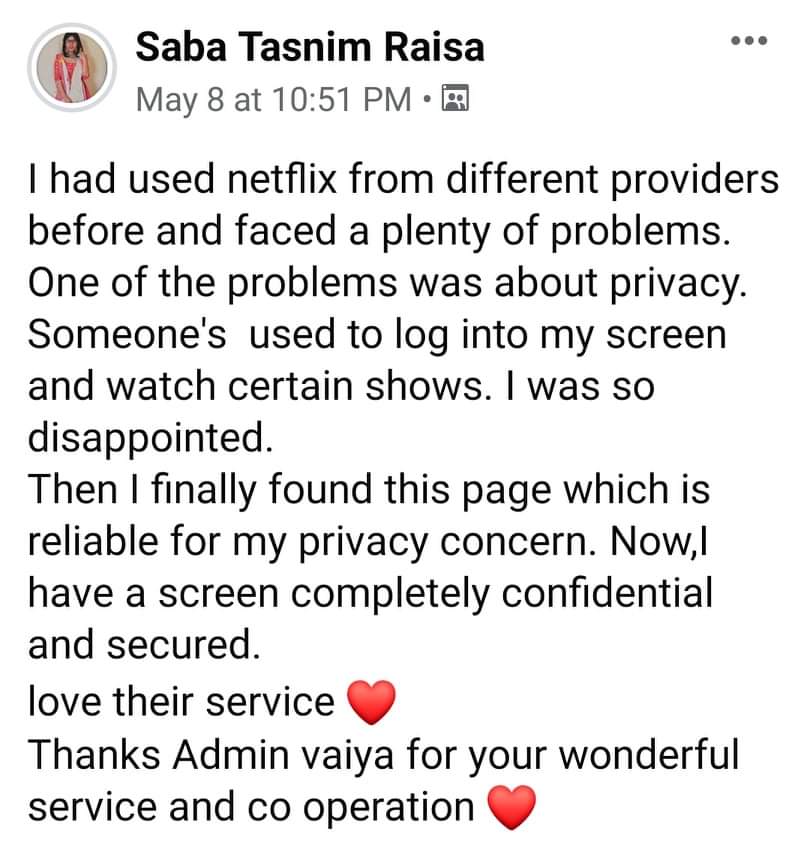 Saba Tasnim Raisa
May 8 at 10:51 PM •
I had used netflix from different providers
before and faced a plenty of problems.
One of the problems was about privacy.
Someone's  used to log into my screen
and watch certain shows. I was so
disappointed.
Then I finally found this page which is
reliable for my privacy concern. Now,I
have a screen completely confidential
and secured.
love their service ❤️
Thanks Admin vaiya for your wonderful
service and co operation ❤️